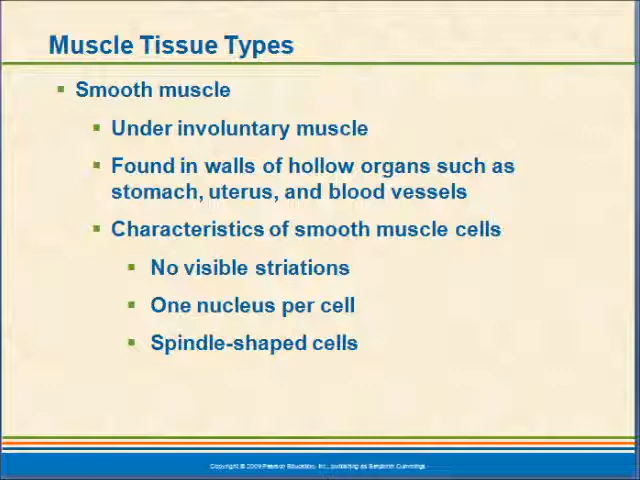 Muscle Tissue Types
▪ Smooth muscle
▪ Under involuntary muscle
▪ Found in walls of hollow organs such as
stomach, uterus, and blood vessels
▪ Characteristics of smooth muscle cells
▪ No visible striations
▪ One nucleus per cell
▪ Spindle-shaped cells
Copyright © 2009 Pearson Education, Inc., publishing as Benjamin Cummings